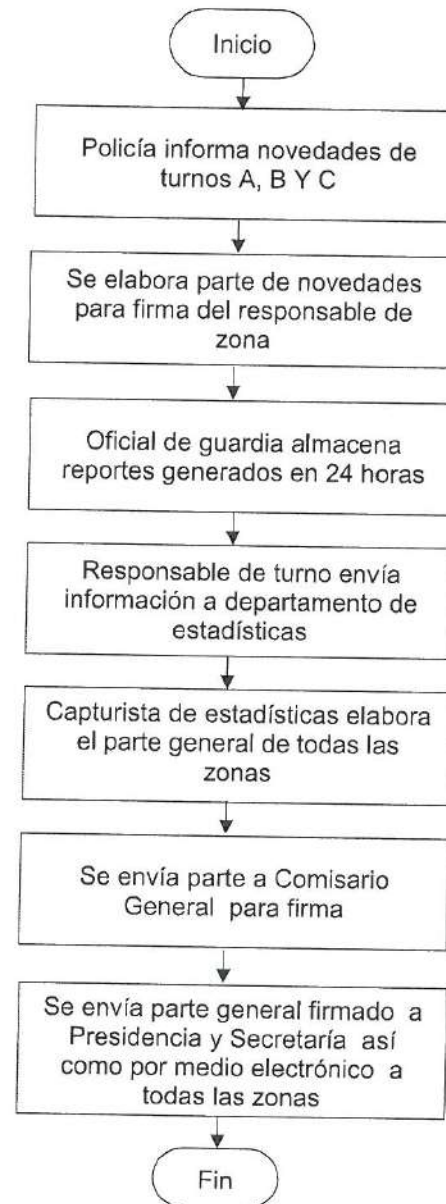 Inicio
Policía informa novedades de
turnos A, B Y C
Se elabora parte de novedades
para firma del responsable de
zona
Oficial de guardia almacena
reportes generados en 24 horas
Responsable de turno envía
información a departamento de
estadísticas
Capturista de estadísticas elabora
el parte general de todas las
zonas
Se envía parte a Comisario
General para firma
Se envía parte general firmado a
Presidencia y Secretaría así
como por medio electrónico a
todas las zonas
Fin